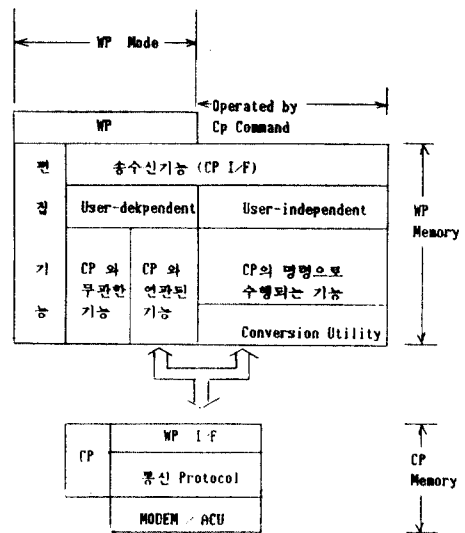 WP Mode
Operated by
Cp Command
WP
편 집 기 능
송수신기능 (CP I/F)
User-dekpendent
User-independent
CP 와
무관한
기능
CP 와
연관된
기능
CP의 명령으로
수행되는 기능
Conversion Utility
WP
Memory
CP
WP I/F
통신 Protocol
MODEM / ACU
CP
Memory